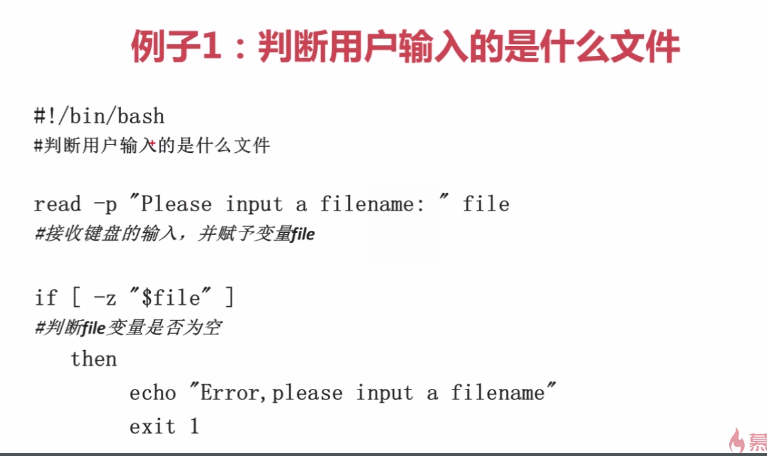 例子1：判断用户输入的是什么文件
#!/bin/bash
#判断用户输入的是什么文件
read -p "Please input a filename: " file
#接收键盘的输入，并赋予变量file
if [ -z "$file" ]
#判断file变量是否为空
then
echo "Error,please input a filename"
exit 1
慕